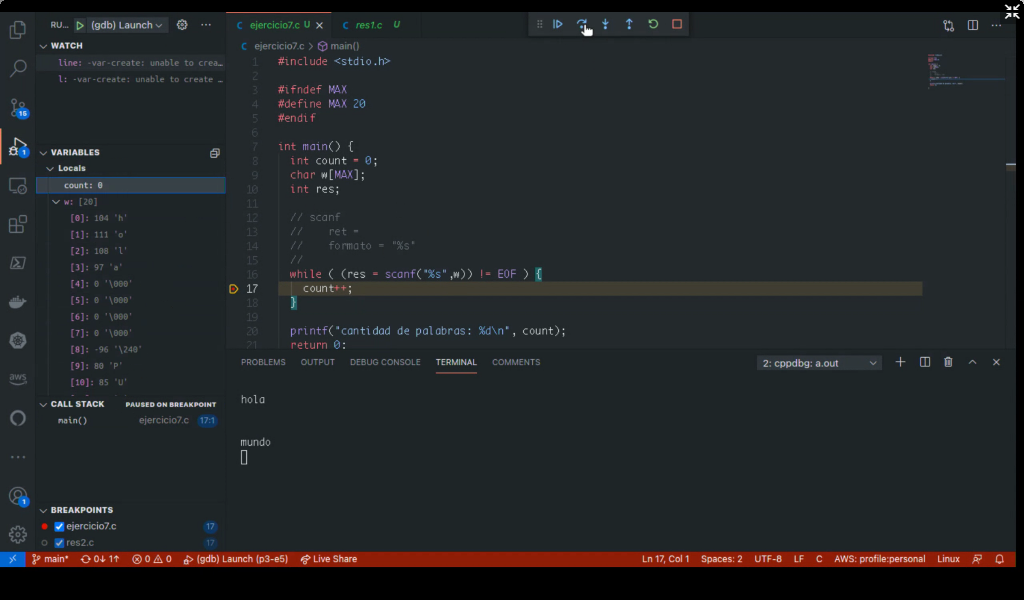 RU... (gdb) Launch ...
WATCH
line: -var-create: unable to crea...
l: -var-create: unable to create ...
VARIABLES
Locals
count: 0
w: [20]
[0]: 104 'h'
[1]: 111 'o'
[2]: 108 'l'
[3]: 97 'a'
[4]: 0 '\000'
[5]: 0 '\000'
[6]: 0 '\000'
[7]: 0 '\000'
[8]: -96 '\240'
[9]: 80 'P'
[10]: 85 'U'
CALL STACK PAUSED ON BREAKPOINT
main() ejercicio7.c 17:1
BREAKPOINTS
ejercicio7.c 17
res2.c 17
15
1
aws
1
ejercicio7.c U
res1.c U
ejercicio7.c > main()
1 #include <stdio.h>
2
3 #ifndef MAX
4 #define MAX 20
5 #endif
6
7 int main() {
8 int count = 0;
9 char w[MAX];
10 int res;
11
12 // scanf
13 // ret =
14 // formato = "%s"
15 //
16 while ( (res = scanf("%s",w)) != EOF ) {
17 count++;
18 }
19
20 printf("cantidad de palabras: %d\n", count);
21 return 0;
PROBLEMS OUTPUT DEBUG CONSOLE TERMINAL COMMENTS 2: cppdbg: a.out
hola
mundo
main* 0↓ 1↑ 0 0 (gdb) Launch (p3-e5) Live Share Ln 17, Col 1 Spaces: 2 UTF-8 LF C AWS: profile:personal Linux